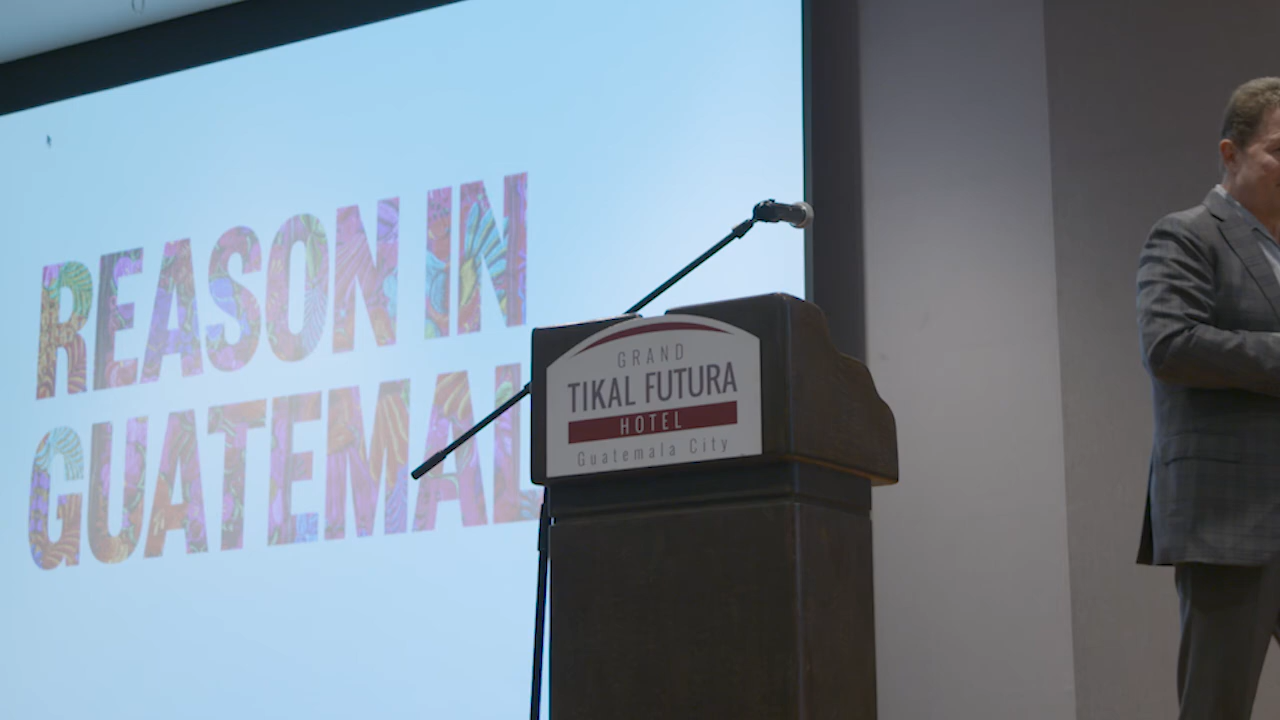 REASON IN
GUATEMAL
GRAND
TIKAL FUTURA
HOTEL
Guatemala City